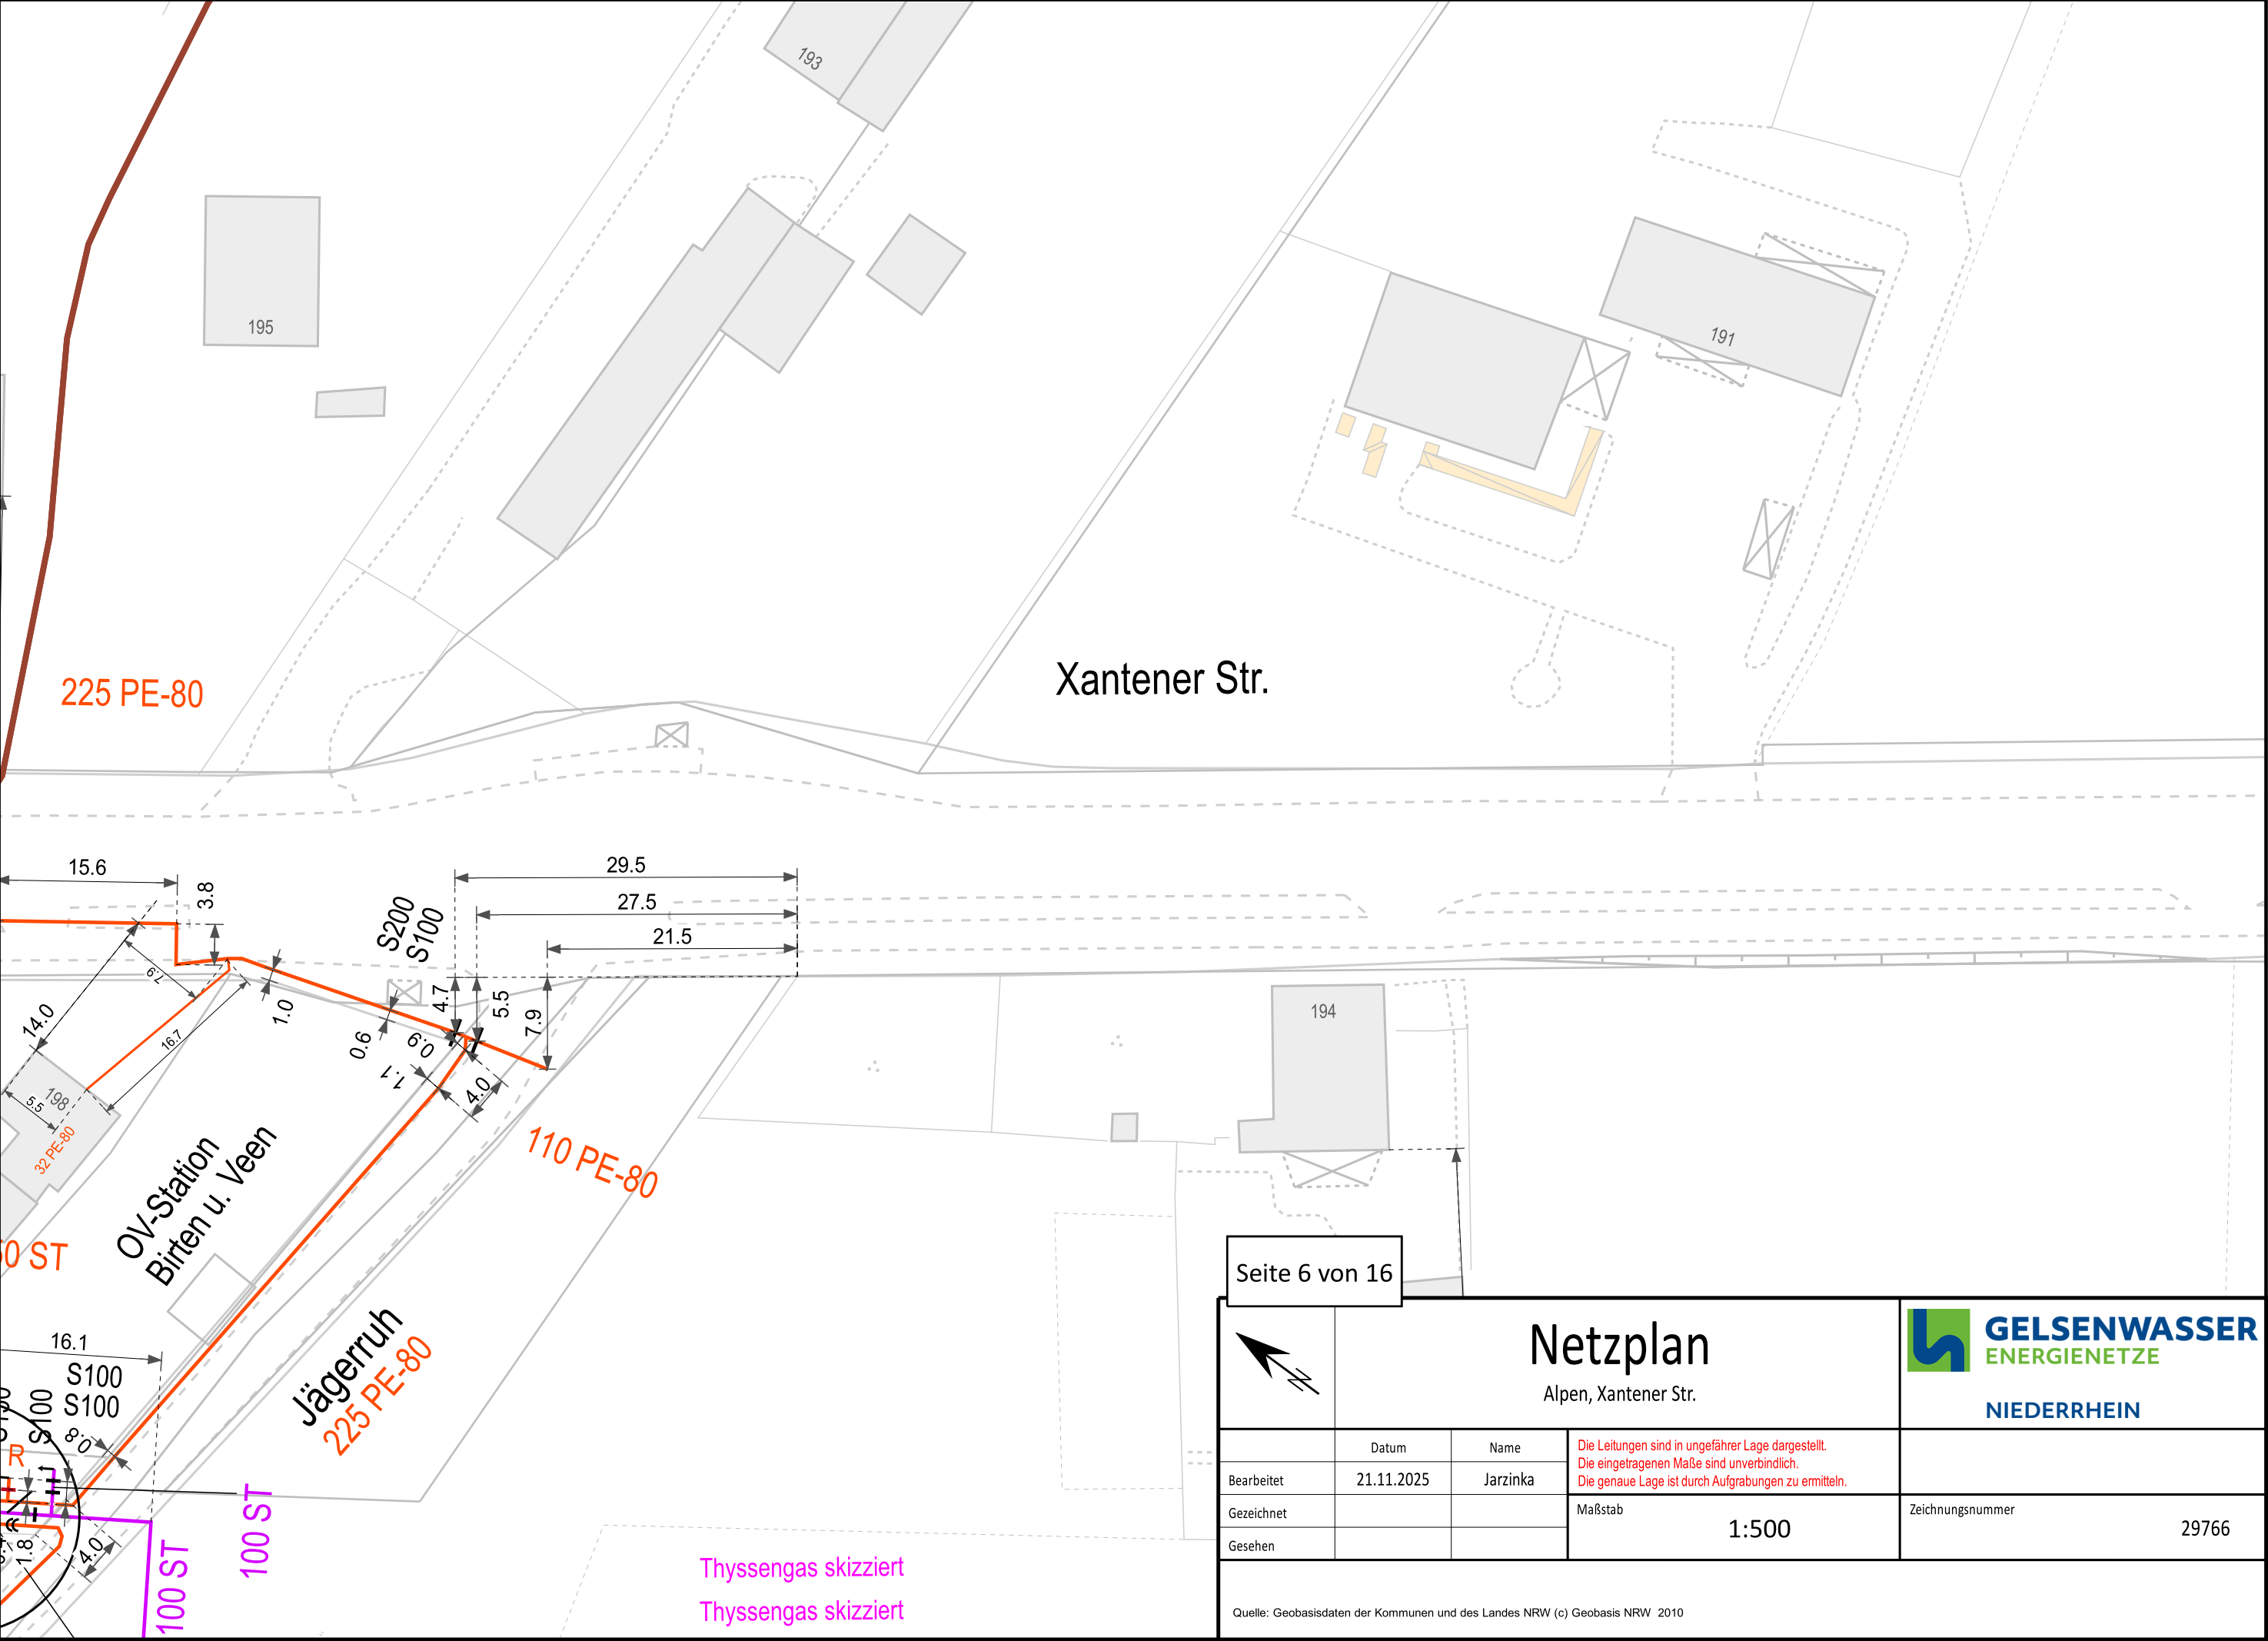 193
195
191
225 PE-80
Xantener Str.
15.6
3.8
29.5
27.5
21.5
S200
S100
7.9
14.0
16.7
1.0
0.6
4.7
5.5
7.9
0.9
1.1
4.0
194
198
5.5
32 PE-80
110 PE-80
OV-Station
Birten u. Veen
0 ST
Jägerruh
225 PE-80
16.1
S100
S100
S100
0.8
R
1.8
4.0
100 ST
100 ST
Thyssengas skizziert
Thyssengas skizziert
Seite 6 von 16
N
Netzplan
Alpen, Xantener Str.
GELSENWASSER
ENERGIENETZE
NIEDERRHEIN
Datum
Name
Bearbeitet
21.11.2025
Jarzinka
Gezeichnet
Gesehen
Die Leitungen sind in ungefährer Lage dargestellt.
Die eingetragenen Maße sind unverbindlich.
Die genaue Lage ist durch Aufgrabungen zu ermitteln.
Maßstab
1:500
Zeichnungsnummer
29766
Quelle: Geobasisdaten der Kommunen und des Landes NRW (c) Geobasis NRW 2010